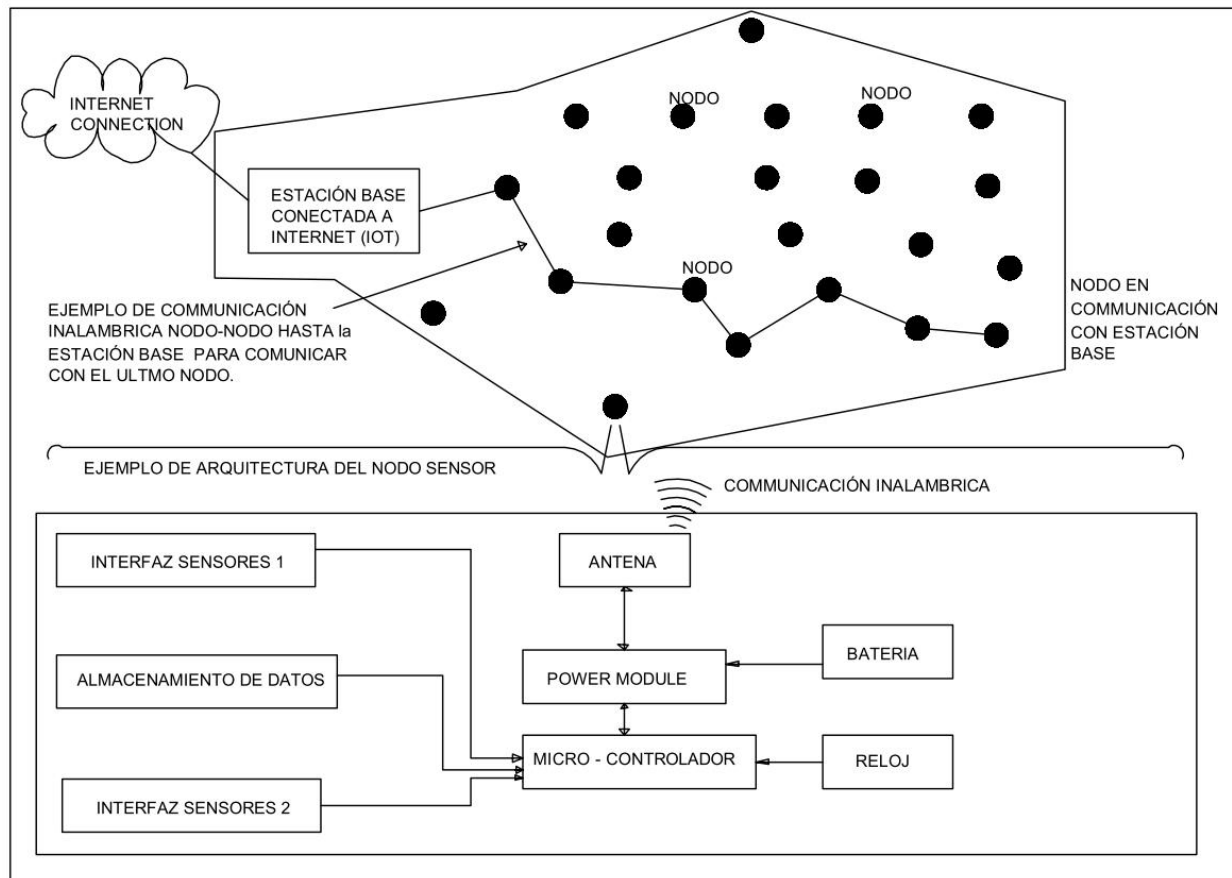 INTERNET
CONNECTION
NODO
NODO
ESTACIÓN BASE
CONECTADA A
INTERNET (IOT)
NODO
NODO EN
COMMUNICACIÓN
CON ESTACIÓN
BASE
EJEMPLO DE COMMUNICACIÓN
INALAMBRICA NODO-NODO HASTA la
ESTACIÓN BASE PARA COMUNICAR
CON EL ULTMO NODO.
EJEMPLO DE ARQUITECTURA DEL NODO SENSOR
COMMUNICACIÓN INALAMBRICA
INTERFAZ SENSORES 1
ANTENA
ALMACENAMIENTO DE DATOS
POWER MODULE
BATERIA
MICRO - CONTROLADOR
RELOJ
INTERFAZ SENSORES 2